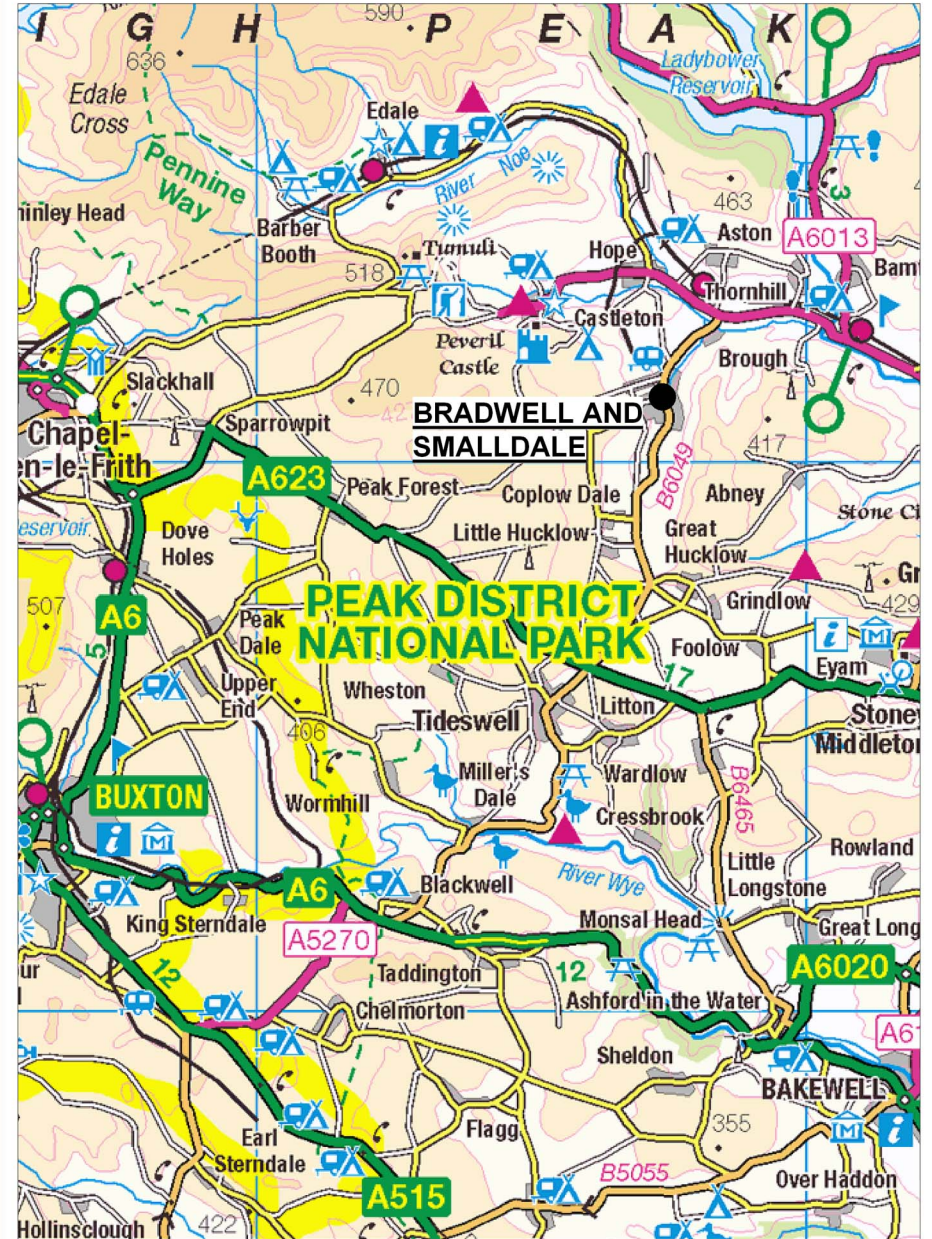 I G H P E A K
590
636
Ladybower
Reservoir
Edale
Cross
Edale
Pennine
Way
River Noe
3
463
Barber
Booth
Tumuli
Hope
Aston
A6013
518
Thornhill
Castleton
Peveril
Castle
Brough
Slackhall
470
BRADWELL AND
SMALLDALE
Chapel-
en-le-Frith
Sparrowpit
417
A623
Peak Forest
Coplow Dale
B6049
Abney
Dove
Holes
Little Hucklow
Great
Hucklow
507
A6
5
PEAK DISTRICT
NATIONAL PARK
Grindlow
429
Peak
Dale
Foolow
Eyam
Upper
End
Wheston
17
Litton
Tideswell
Stoney
Middleton
406
BUXTON
Wormhill
Miller's
Dale
Wardlow
B6465
Cressbrook
Rowland
A6
Blackwell
River Wye
Little
Longstone
King Sterndale
A5270
Monsal Head
Great Long
12
Taddington
12
A6020
Chelmorton
Ashford in the Water
Sheldon
BAKEWELL
Flagg
355
Earl
Sterndale
B5055
Over Haddon
A515
Hollinsclough
422